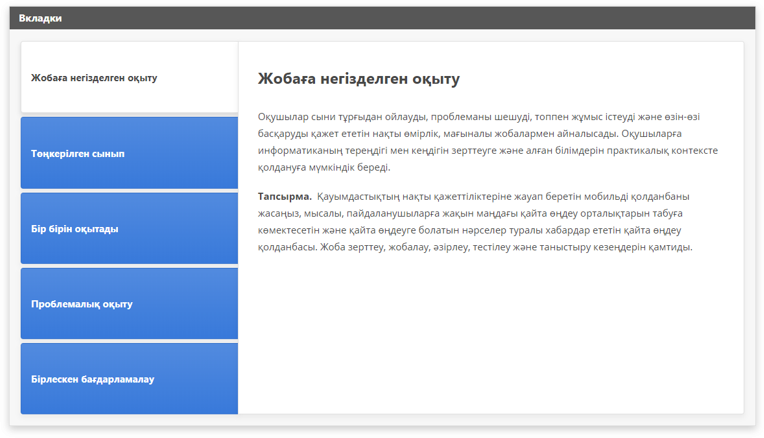 Вкладки
Жобаға негізделген оқыту
Төңкерілген сынып
Бір бірін оқытады
Проблемалық оқыту
Бірлескен бағдарламалау
Жобаға негізделген оқыту
Оқушылар сыни тұрғыдан ойлауды, проблеманы шешуді, топпен жұмыс істеуді және өзін-өзі
басқаруды қажет ететін нақты өмірлік, мағыналы жобалармен айналысады. Оқушыларға
информатиканың тереңдігі мен кеңдігін зерттеуге және алған білімдерін практикалық контексте
қолдануға мүмкіндік береді.
Тапсырма. Қауымдастықтың нақты қажеттіліктеріне жауап беретін мобильді қолданбаны
жасаңыз, мысалы, пайдаланушыларға жақын маңдағы қайта өңдеу орталықтарын табуға
көмектесетін және қайта өңдеуге болатын нәрселер туралы хабардар ететін қайта өңдеу
қолданбасы. Жоба зерттеу, жобалау, әзірлеу, тестілеу және таныстыру кезеңдерін қамтиды.